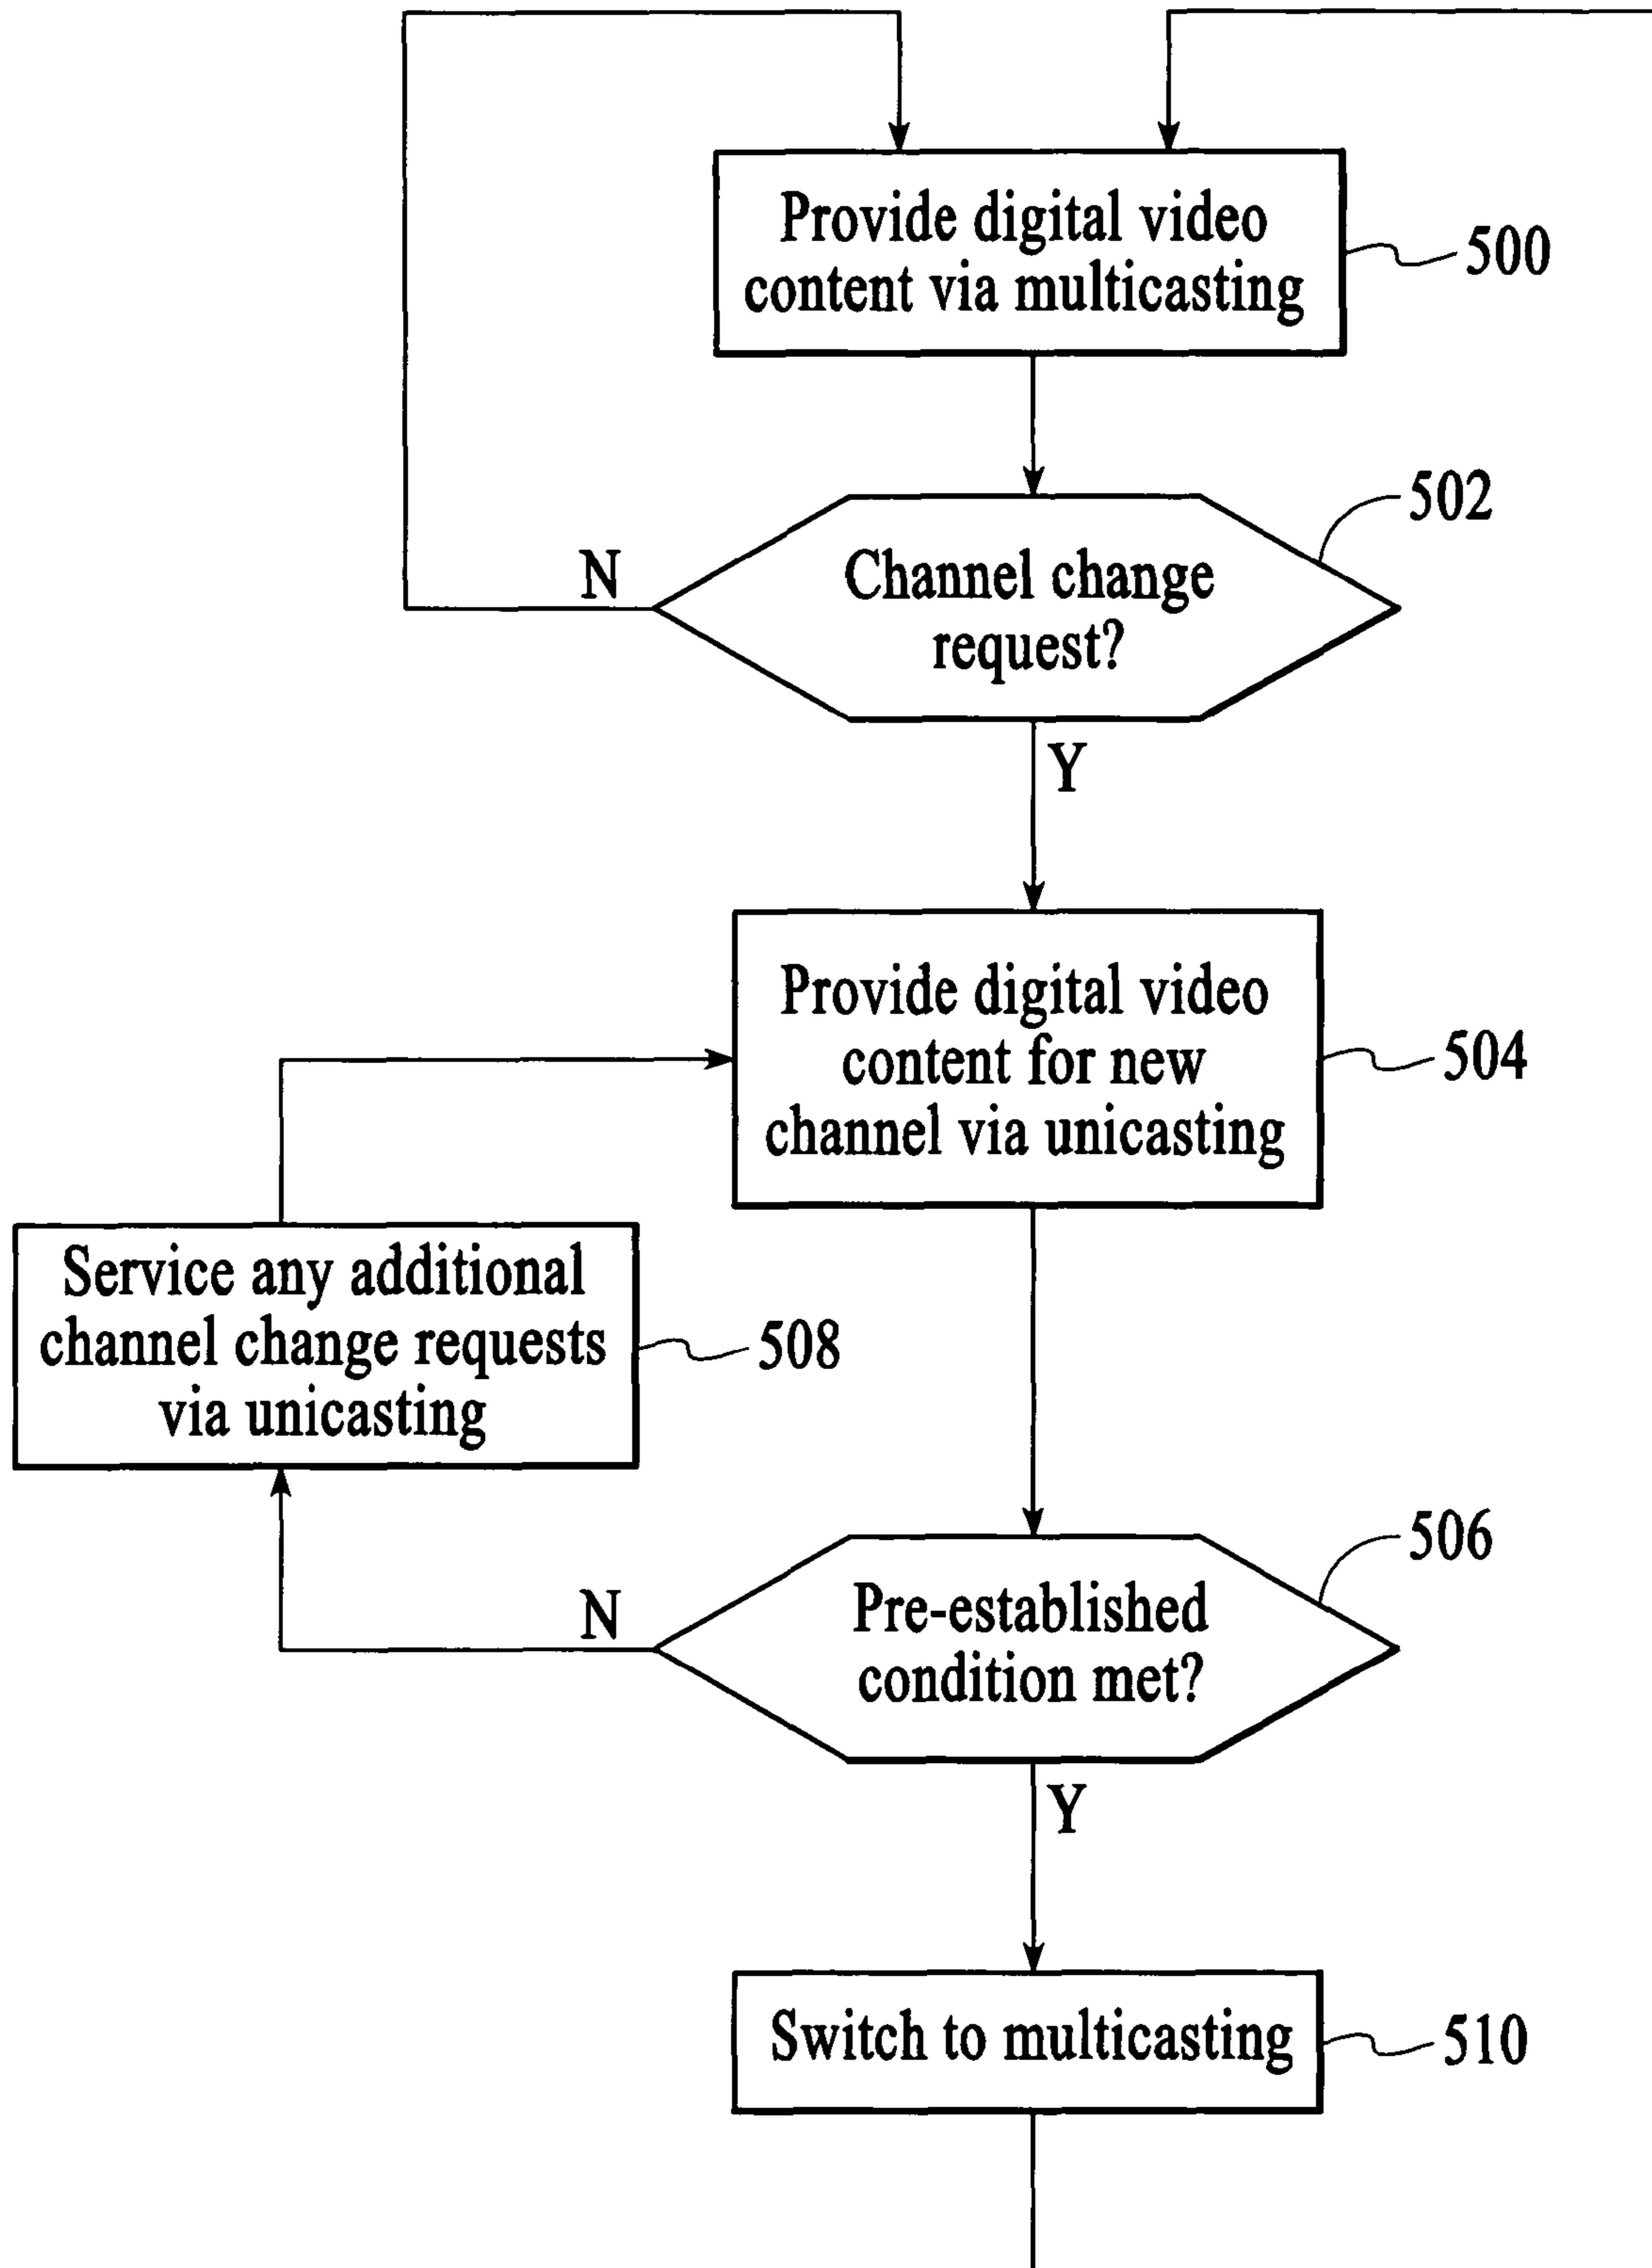 Provide digital video
content via multicasting
500
502
Channel change
request?
N
Y
Provide digital video
content for new
channel via unicasting
504
Service any additional
channel change requests
via unicasting
508
506
Pre-established
condition met?
N
Y
Switch to multicasting
510